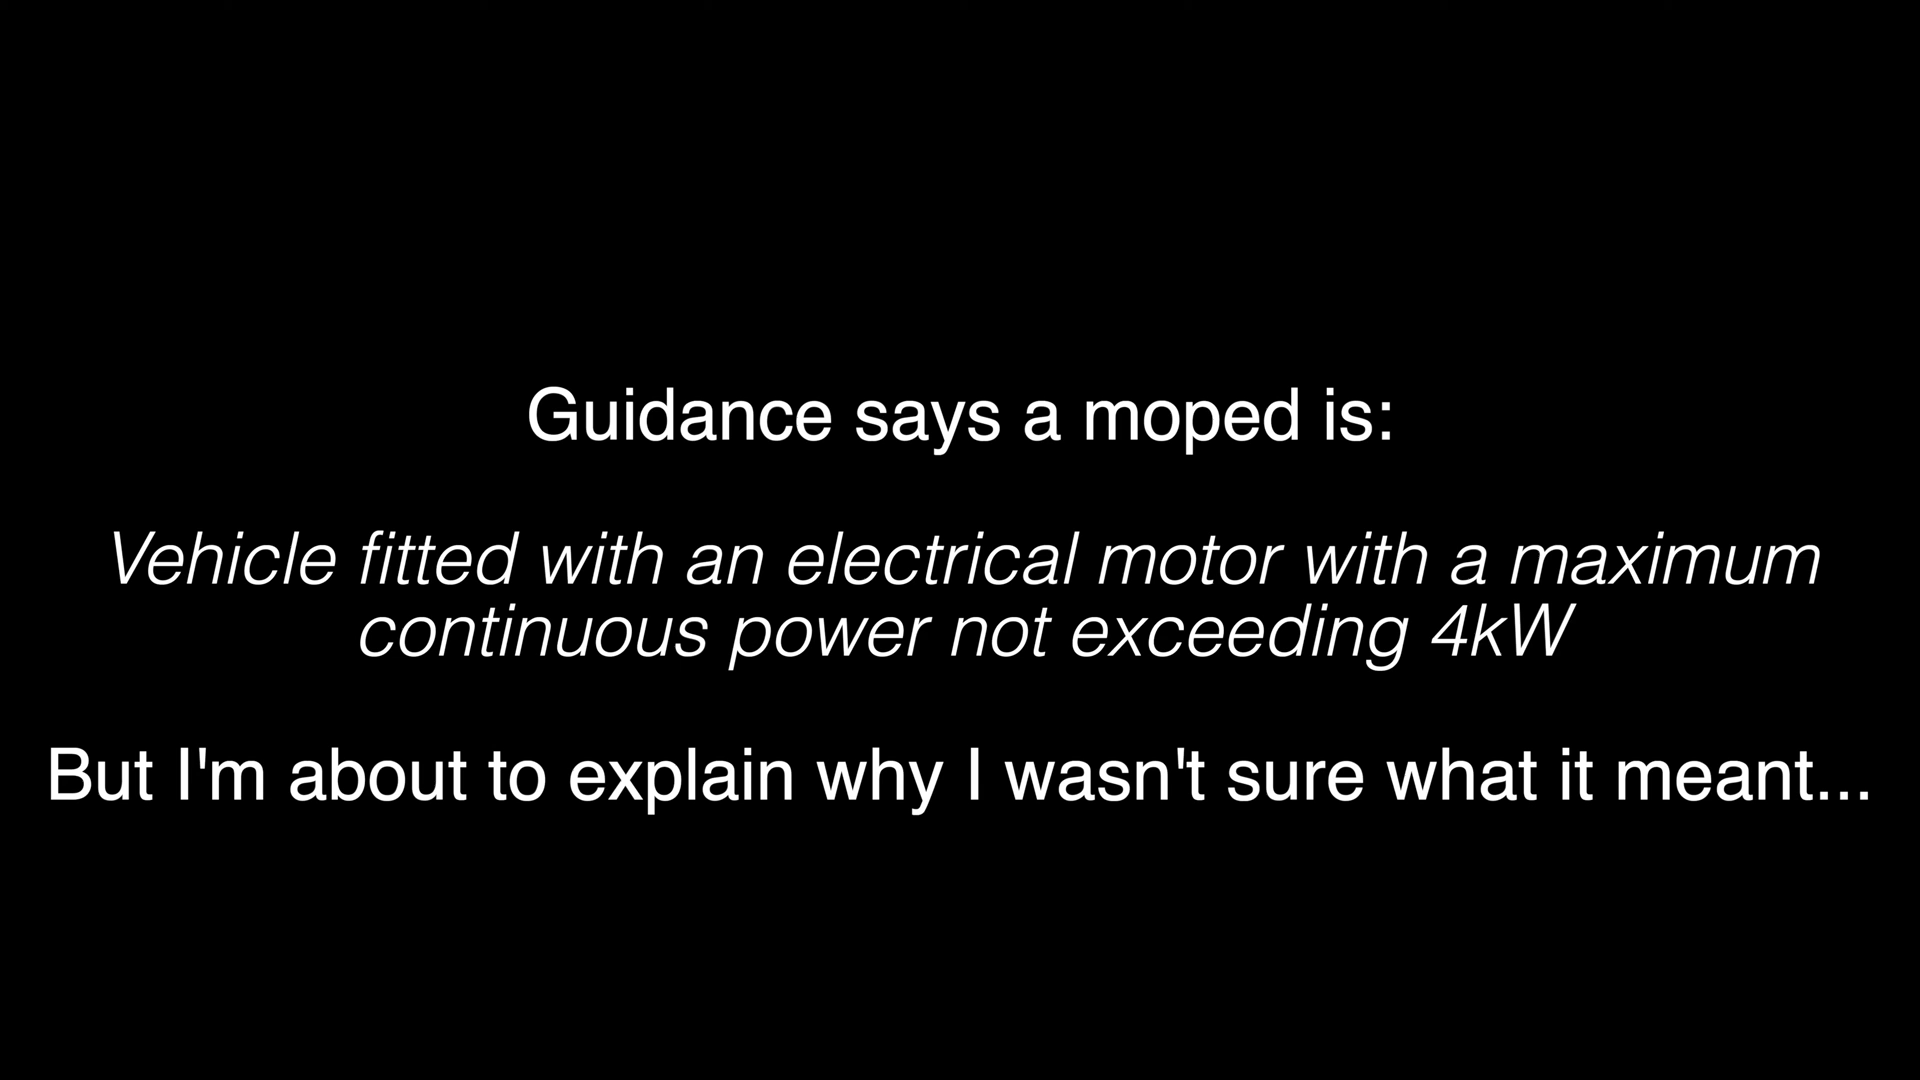 Guidance says a moped is:
Vehicle fitted with an electrical motor with a maximum
continuous power not exceeding 4kW
But I'm about to explain why I wasn't sure what it meant...